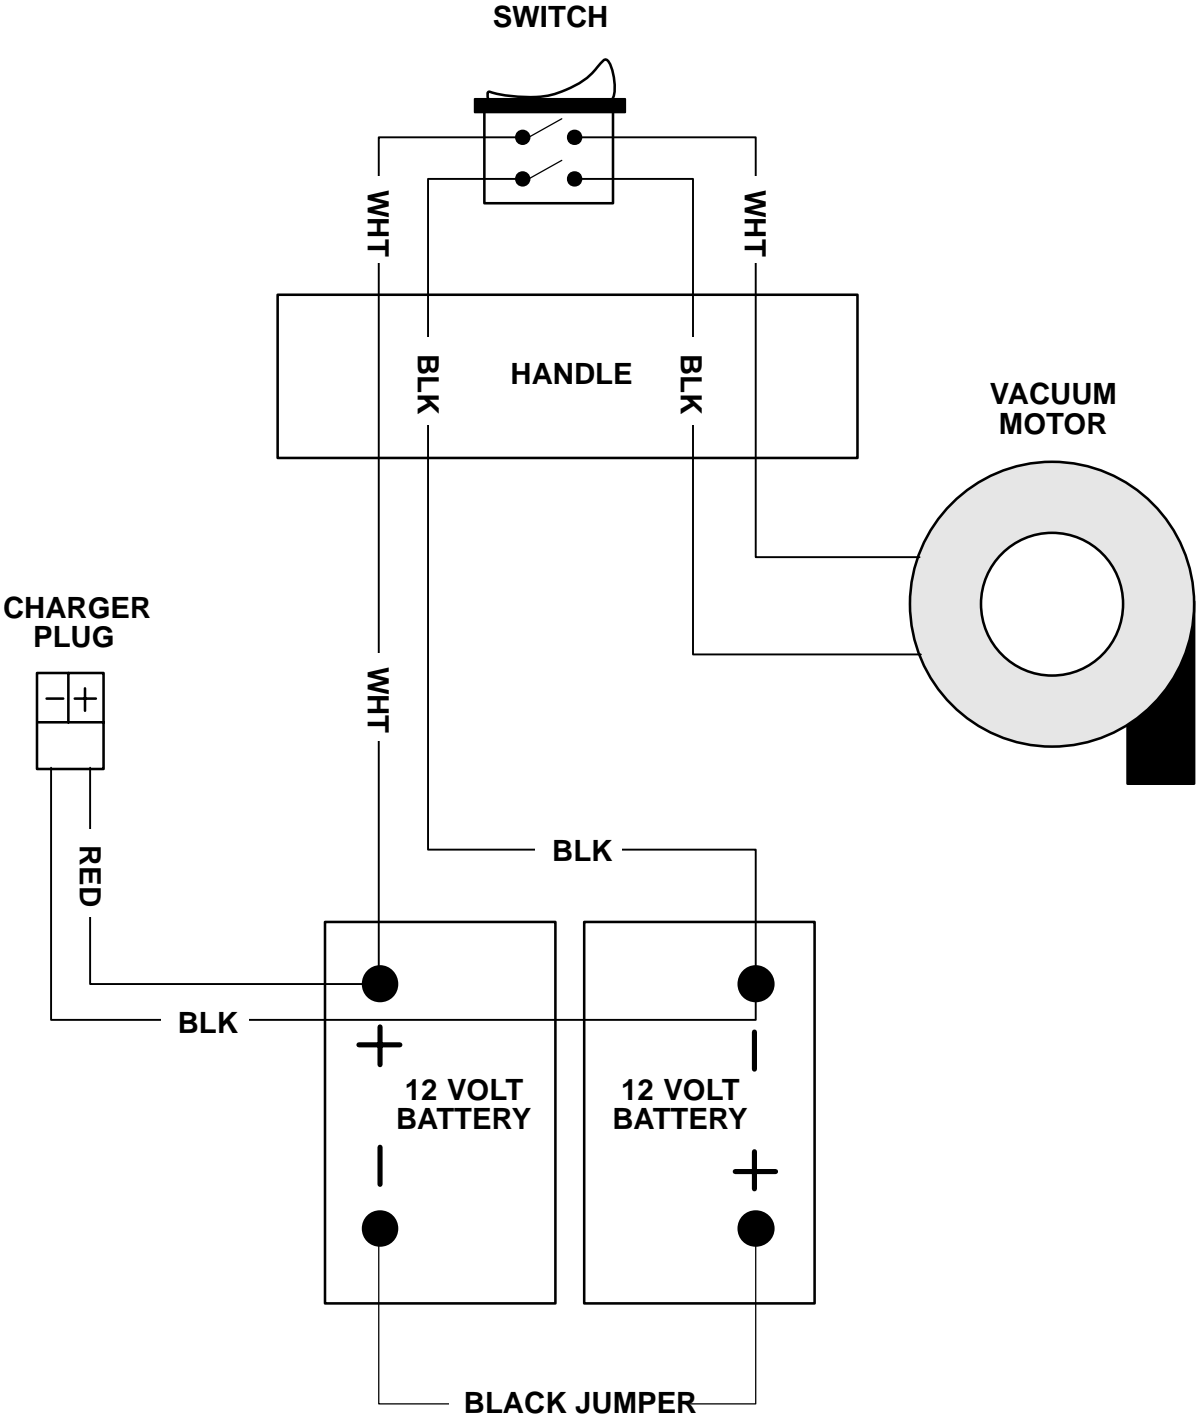 SWITCH
WHT
WHT
BLK
HANDLE
BLK
VACUUM
MOTOR
CHARGER
PLUG
− +
WHT
RED
BLK
BLK
+
−
12 VOLT
BATTERY
12 VOLT
BATTERY
−
+
BLACK JUMPER